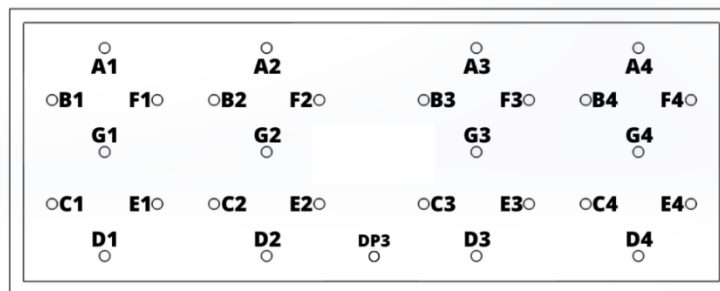 A1 A2 A3 A4
B1 F1 B2 F2 B3 F3 B4 F4
G1 G2 G3 G4
C1 E1 C2 E2 C3 E3 C4 E4
D1 D2 DP3 D3 D4